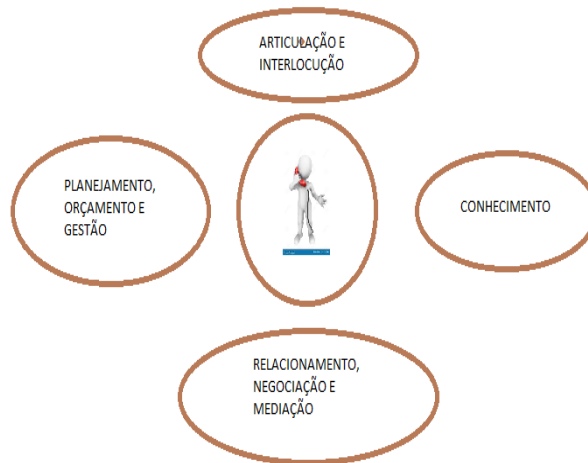 ARTICULAÇÃO E
INTERLOCUÇÃO
PLANEJAMENTO,
ORÇAMENTO E
GESTÃO
CONHECIMENTO
RELACIONAMENTO,
NEGOCIAÇÃO E
MEDIAÇÃO